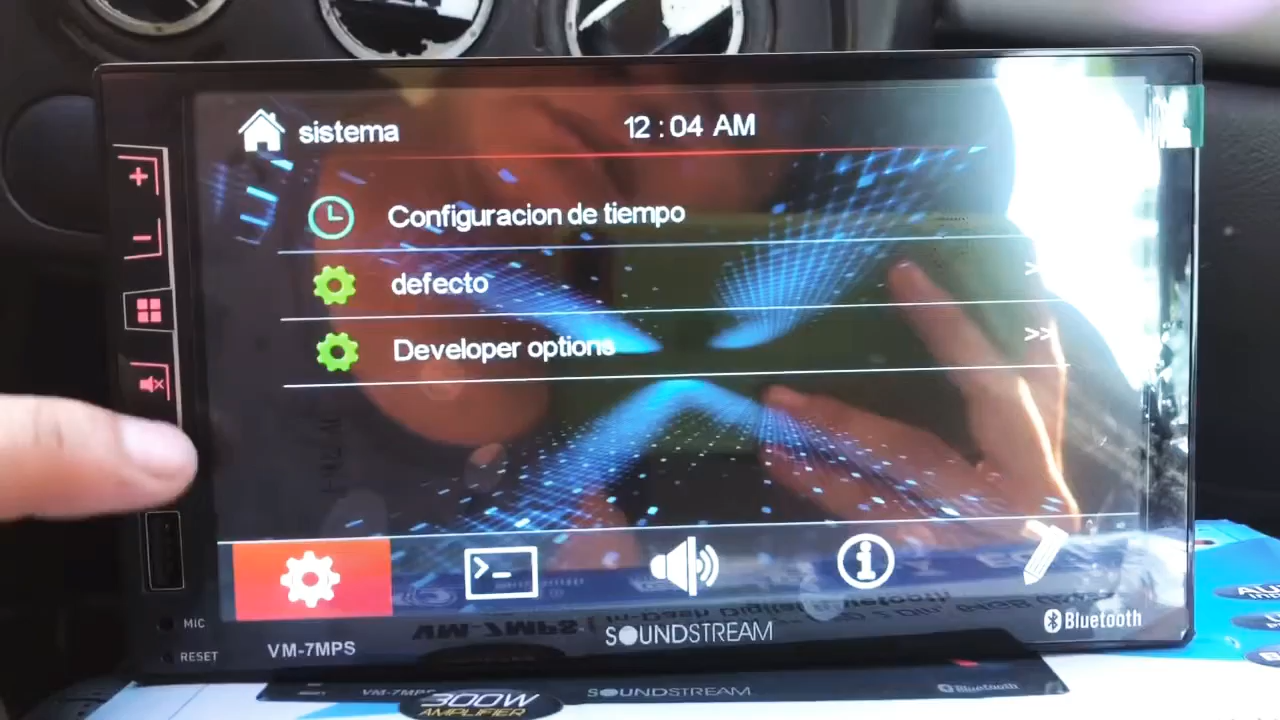 sistema
12 : 04 AM
Configuracion de tiempo
defecto
Developer options
>>
MIC
RESET
VM-7MPS
SOUNDSTREAM
Bluetooth
VM-7MPS
SOUNDSTREAM
Bluetooth
300W
AMPLIFIER